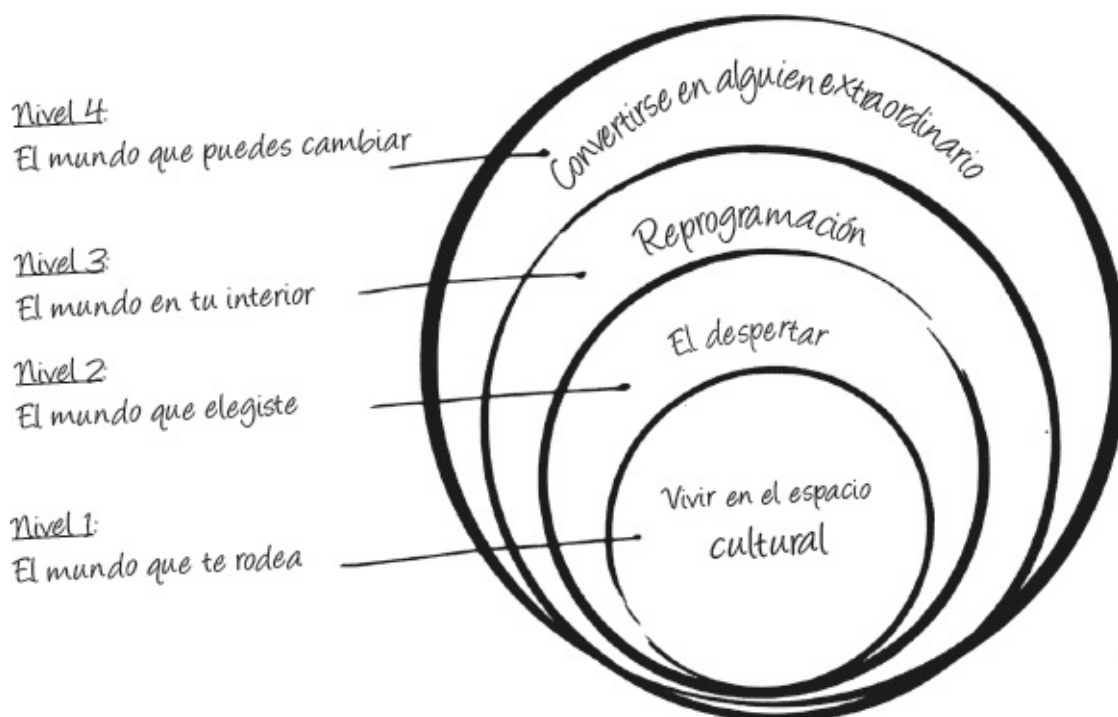 Nivel 4:
El mundo que puedes cambiar
Convertirse en alguien extraordinario
Nivel 3:
El mundo en tu interior
Reprogramación
Nivel 2:
El mundo que elegiste
El despertar
Nivel 1:
El mundo que te rodea
Vivir en el espacio
cultural